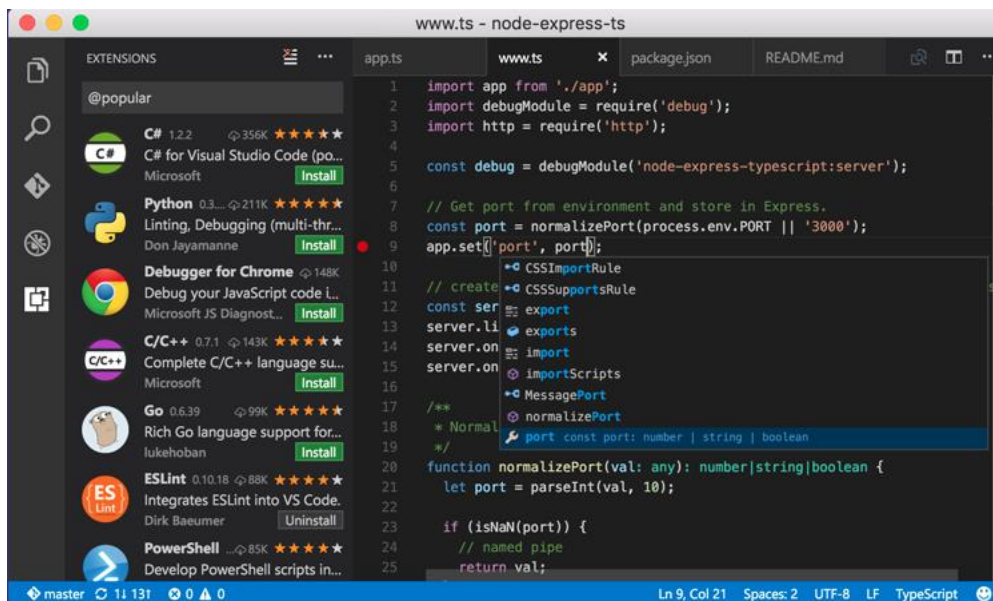 www.ts - node-express-ts
EXTENSIONS
@popular
C# 1.2.2 356K
C# for Visual Studio Code (po...
Microsoft Install
Python 0.3.... 211K
Linting, Debugging (multi-thr...
Don Jayamanne Install
Debugger for Chrome 148K
Debug your JavaScript code i...
Microsoft JS Diagnost... Install
C/C++ 0.7.1 143K
C/C++
Complete C/C++ language su...
Microsoft Install
Go 0.6.39 99K
Rich Go language support for...
lukehoban Install
ESLint 0.10.18 88K
ES
Lint
Integrates ESLint into VS Code.
Dirk Baeumer Uninstall
PowerShell ... 85K
Develop PowerShell scripts in...
app.ts www.ts × package.json README.md
1 import app from './app';
2 import debugModule = require('debug');
3 import http = require('http');
4
5 const debug = debugModule('node-express-typescript:server');
6
7 // Get port from environment and store in Express.
8 const port = normalizePort(process.env.PORT || '3000');
9 app.set('port', port);
10
11 // create
12 const ser
13 server.li
14 server.on
15 server.on
16
17 /**
18 * Normal
19 */
20 function normalizePort(val: any): number|string|boolean {
21 let port = parseInt(val, 10);
22
23 if (isNaN(port)) {
24 // named pipe
25 return val;
CSSImportRule
CSSSupportsRule
export
exports
import
importScripts
MessagePort
normalizePort
port const port: number | string | boolean
master 1↓ 13↑ 0 0 Ln 9, Col 21 Spaces: 2 UTF-8 LF TypeScript